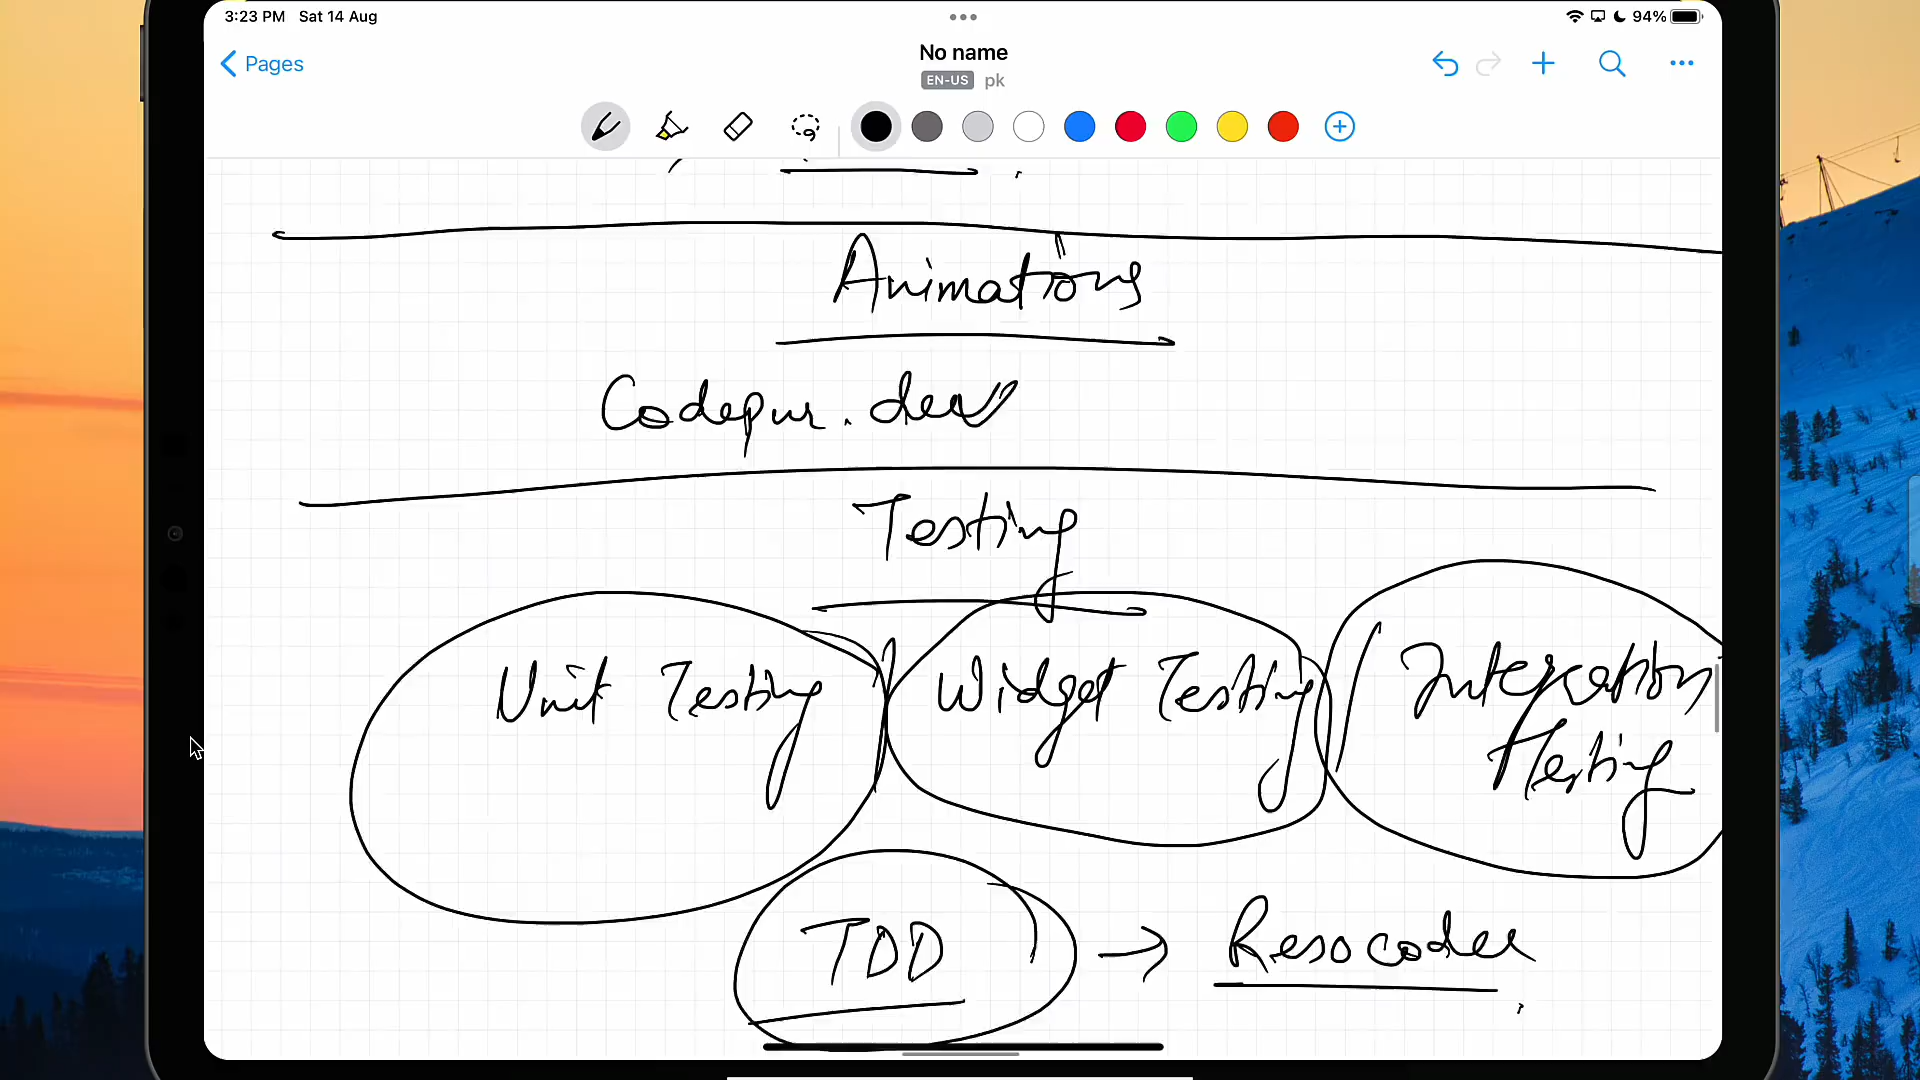 3:23 PM Sat 14 Aug
94%
Pages
No name
EN-US pk
Animations
Codepur.dev
Testing
Unit Testing
Widget Testing
Integration
Testing
TDD → Resocoder